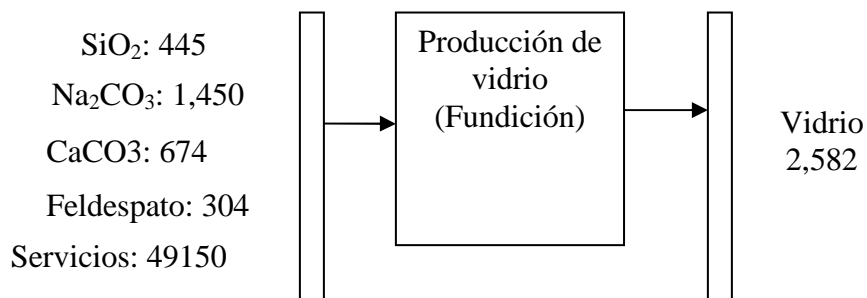 SiO₂: 445
Na₂CO₃: 1,450
CaCO3: 674
Feldespato: 304
Servicios: 49150
Producción de
vidrio
(Fundición)
Vidrio
2,582